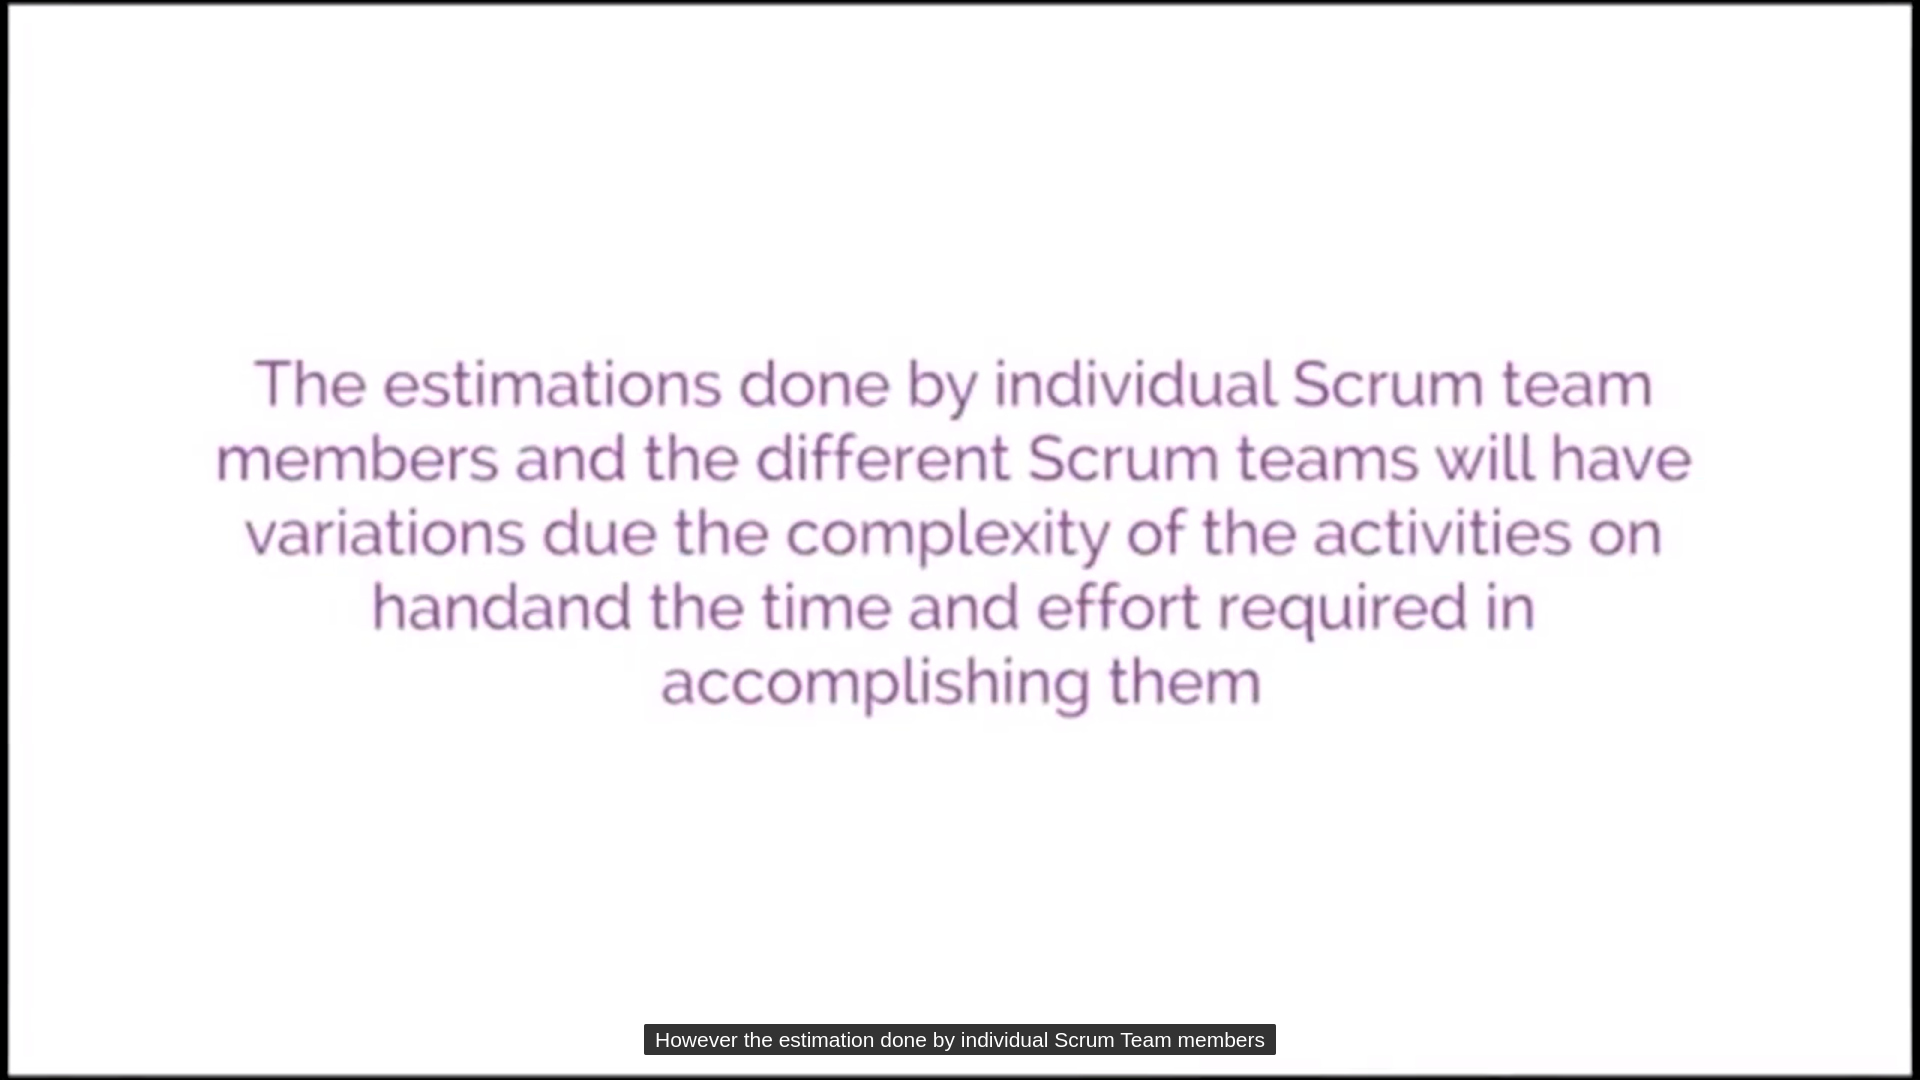 The estimations done by individual Scrum team
members and the different Scrum teams will have
variations due the complexity of the activities on
handand the time and effort required in
accomplishing them
However the estimation done by individual Scrum Team members